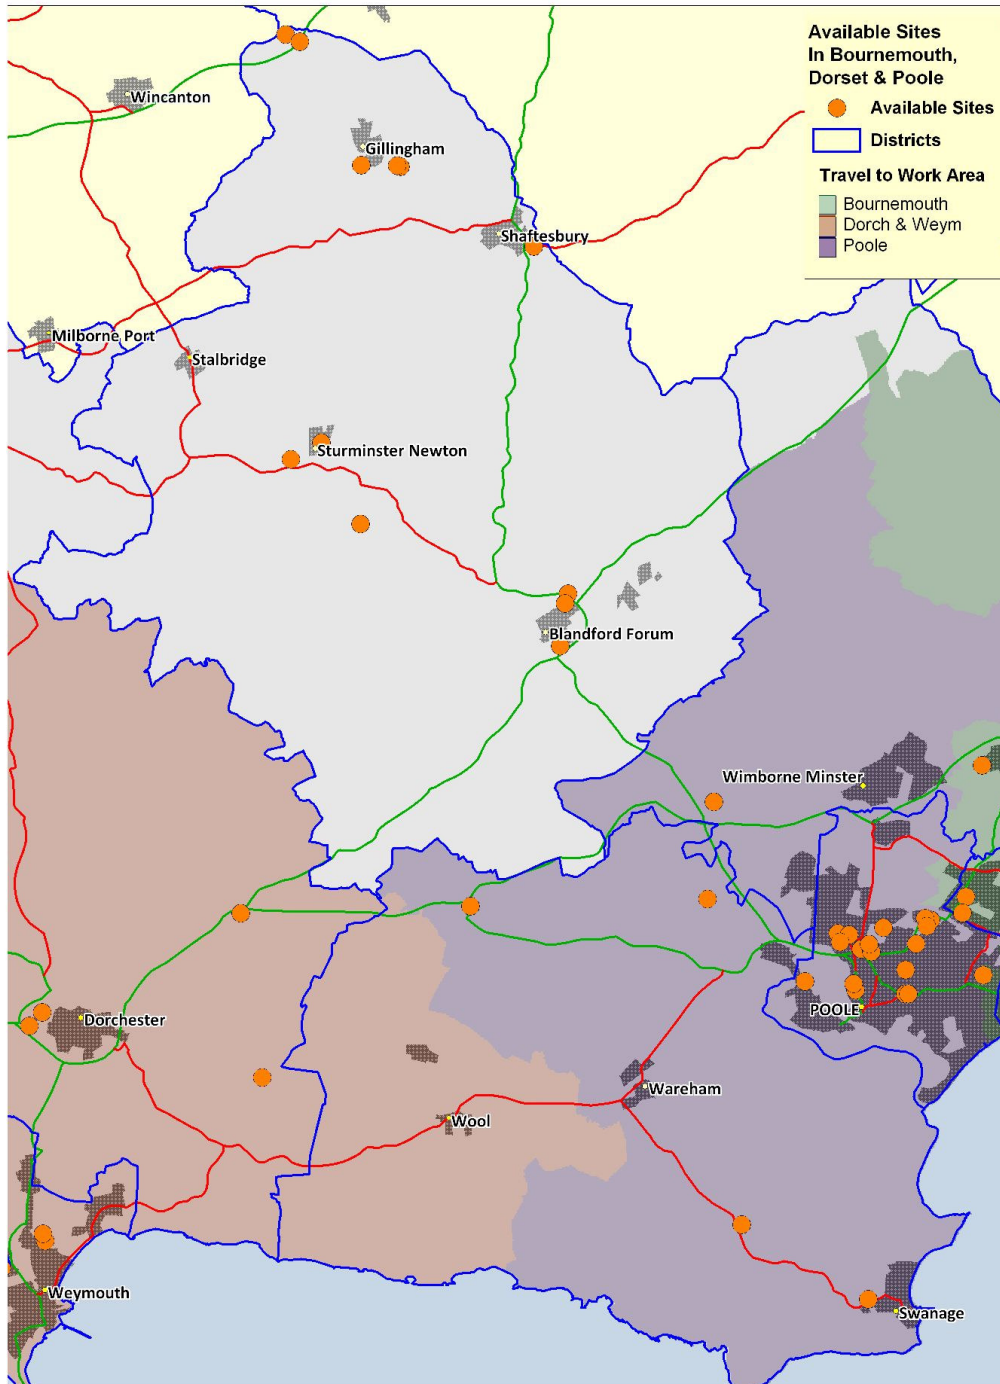 Available Sites
In Bournemouth,
Dorset & Poole
Available Sites
Districts
Travel to Work Area
Bournemouth
Dorch & Weym
Poole
Wincanton
Gillingham
Shaftesbury
Milborne Port
Stalbridge
Sturminster Newton
Blandford Forum
Wimborne Minster
POOLE
Dorchester
Wareham
Wool
Weymouth
Swanage